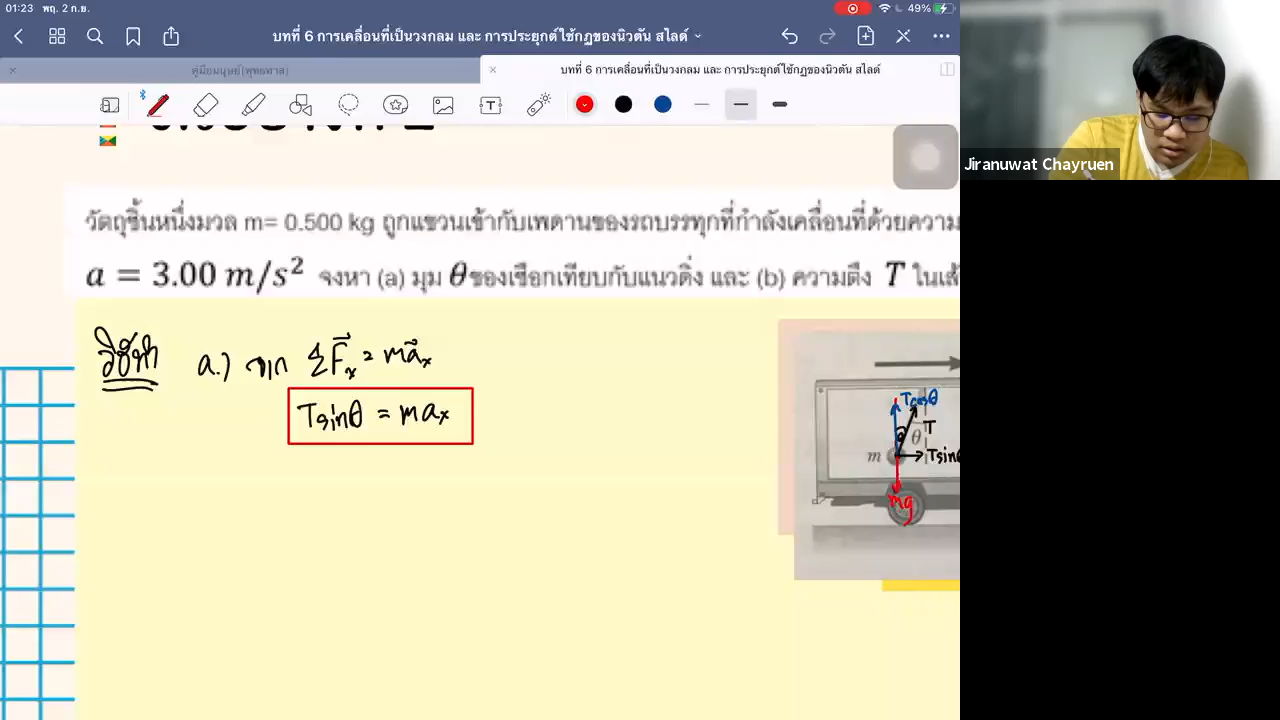 01:23 พฤ. 2 ก.ย.
49%
บทที่ 6 การเคลื่อนที่เป็นวงกลม และ การประยุกต์ใช้กฎของนิวตัน สไลด์
คู่มือมนุษย์(พุทธทาส)
บทที่ 6 การเคลื่อนที่เป็นวงกลม และ การประยุกต์ใช้กฎของนิวตัน สไลด์
Jiranuwat Chayruen
วัตถุชิ้นหนึ่งมวล m= 0.500 kg ถูกแขวนเข้ากับเพดานของรถบรรทุกที่กำลังเคลื่อนที่ด้วยความ
a = 3.00 m/s² จงหา (a) มุม θ ของเชือกเทียบกับแนวดิ่ง และ (b) ความตึง T ในเส้
วิธีทำ a.) จาก ΣF⃗ₓ = ma⃗ₓ
Tsinθ = maₓ
Tcosθ
T
θ
m
Tsinθ
mg